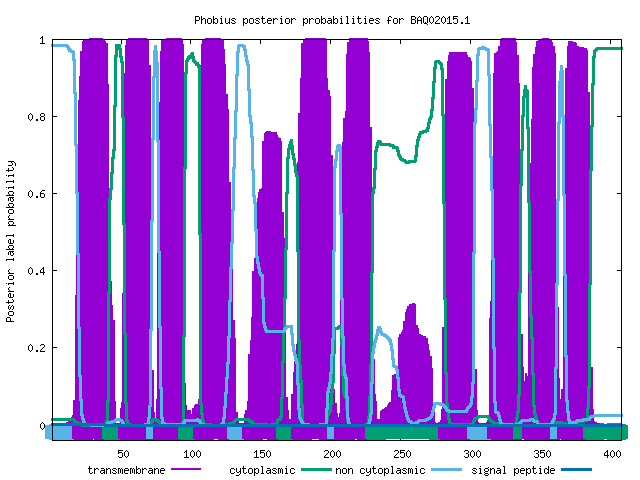 Phobius posterior probabilities for BAQ02015.1
1
0.8
0.6
0.4
0.2
0
Posterior label probability
50 100 150 200 250 300 350 400
transmembrane cytoplasmic non cytoplasmic signal peptide